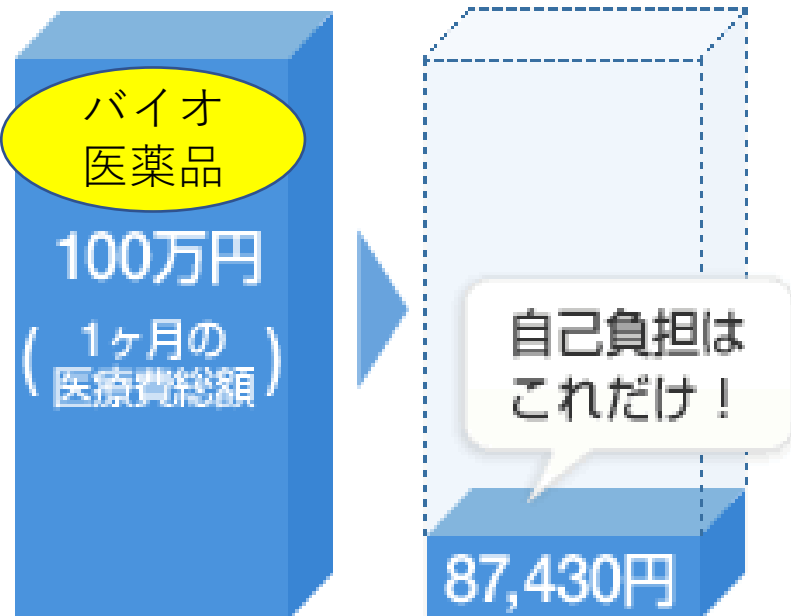 バイオ
医薬品
100万円
( 1ヶ月の
医療費総額 )
自己負担は
これだけ！
87,430円